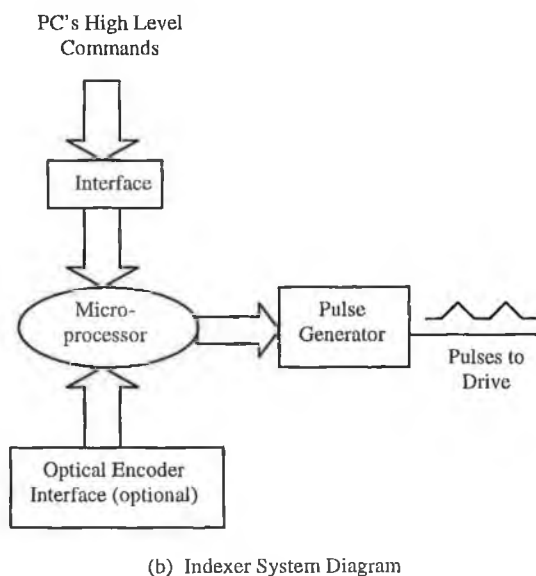 PC's High Level
Commands
Interface
Micro-
processor
Pulse
Generator
Pulses to
Drive
Optical Encoder
Interface (optional)
(b) Indexer System Diagram